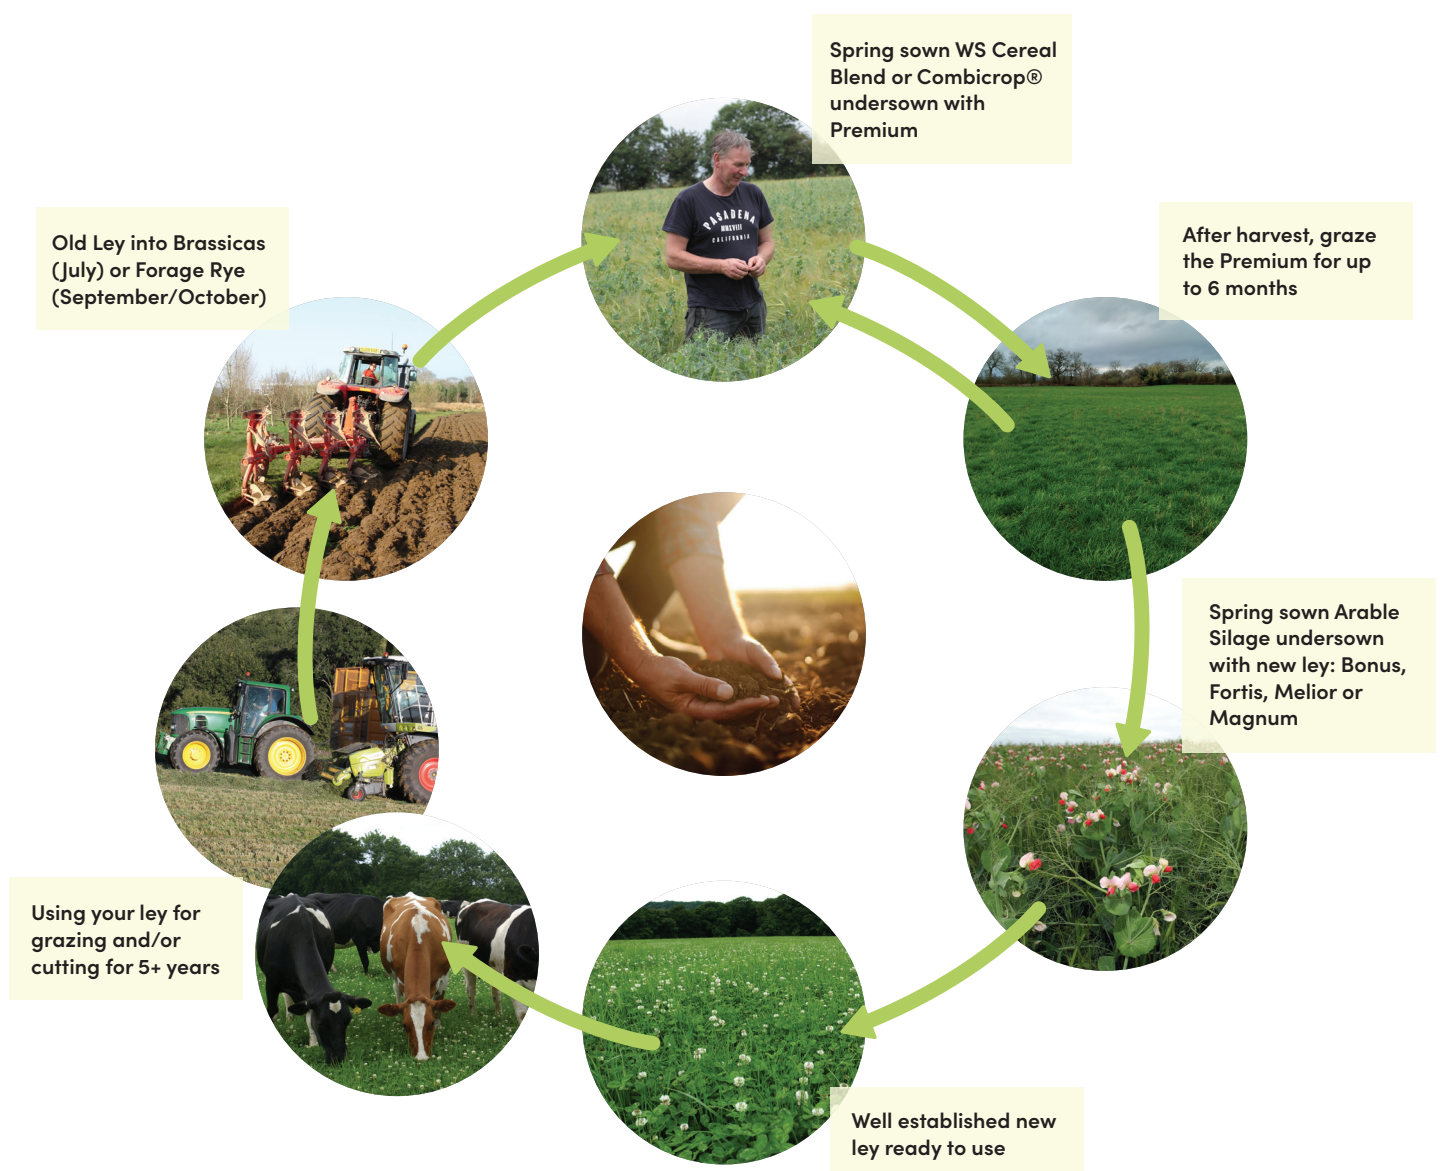 Spring sown WS Cereal
Blend or Combicrop®
undersown with
Premium
After harvest, graze
the Premium for up
to 6 months
Spring sown Arable
Silage undersown
with new ley: Bonus,
Fortis, Melior or
Magnum
Well established new
ley ready to use
Using your ley for
grazing and/or
cutting for 5+ years
Old Ley into Brassicas
(July) or Forage Rye
(September/October)
PASADENA
MMXVIII
CALIFORNIA